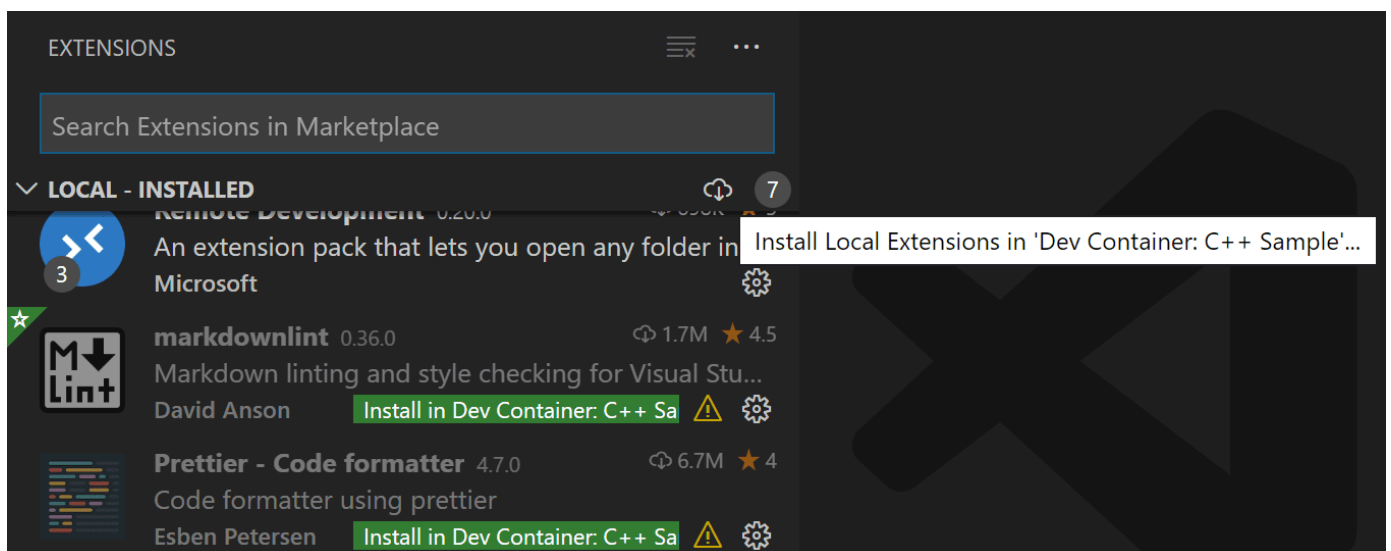 EXTENSIONS
Search Extensions in Marketplace
LOCAL - INSTALLED 7
Remote Development 0.20.0 698K 5
Install Local Extensions in 'Dev Container: C++ Sample'...
An extension pack that lets you open any folder in
3
Microsoft
markdownlint 0.36.0 1.7M 4.5
M
Lint
Markdown linting and style checking for Visual Stu...
David Anson Install in Dev Container: C++ Sa
Prettier - Code formatter 4.7.0 6.7M 4
Code formatter using prettier
Esben Petersen Install in Dev Container: C++ Sa